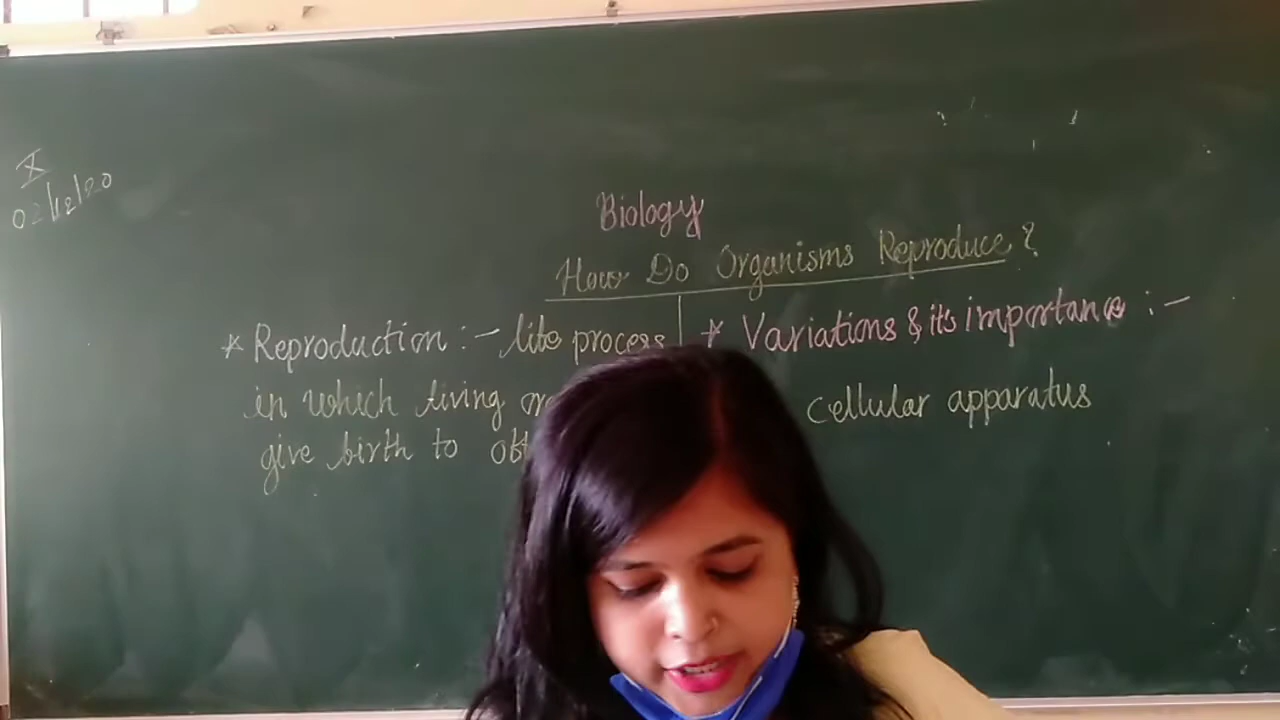 X
02/12/20
Biology
How Do Organisms Reproduce?
* Reproduction :- life process
in which living
give birth to
* Variations & it's importance :-
cellular apparatus